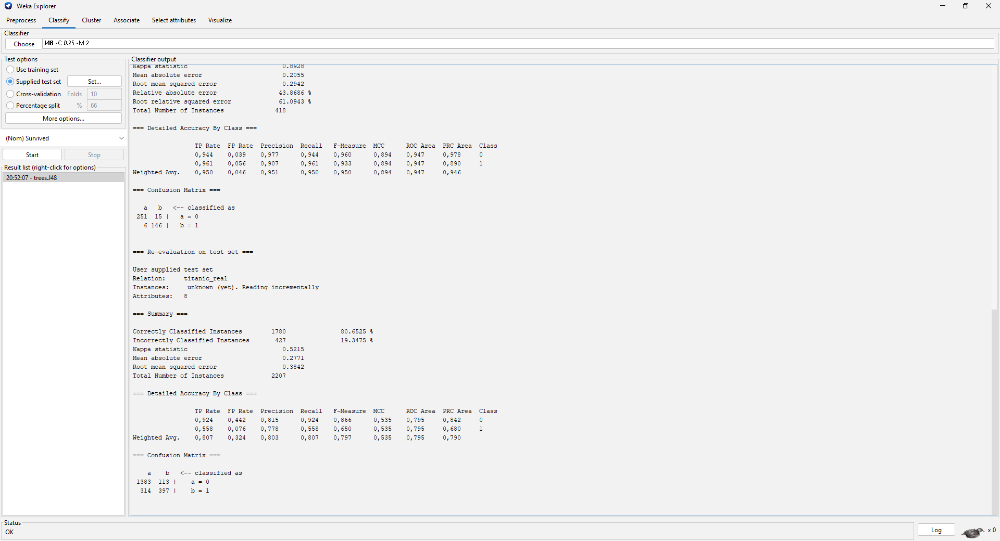 Weka Explorer
Preprocess Classify Cluster Associate Select attributes Visualize
Classifier
Choose J48 -C 0.25 -M 2
Test options
Use training set
Supplied test set Set...
Cross-validation Folds 10
Percentage split % 66
More options...
(Nom) Survived
Start Stop
Result list (right-click for options)
20:52:07 - trees.J48
Classifier output
Kappa statistic 0.8928
Mean absolute error 0.2055
Root mean squared error 0.2942
Relative absolute error 43.8686 %
Root relative squared error 61.0943 %
Total Number of Instances 418
=== Detailed Accuracy By Class ===
TP Rate FP Rate Precision Recall F-Measure MCC ROC Area PRC Area Class
0,944 0,039 0,977 0,944 0,960 0,894 0,947 0,978 0
0,961 0,056 0,907 0,961 0,933 0,894 0,947 0,890 1
Weighted Avg. 0,950 0,046 0,951 0,950 0,950 0,894 0,947 0,946
=== Confusion Matrix ===
a b <-- classified as
251 15 | a = 0
6 146 | b = 1
=== Re-evaluation on test set ===
User supplied test set
Relation: titanic_real
Instances: unknown (yet). Reading incrementally
Attributes: 8
=== Summary ===
Correctly Classified Instances 1780 80.6525 %
Incorrectly Classified Instances 427 19.3475 %
Kappa statistic 0.5215
Mean absolute error 0.2771
Root mean squared error 0.3842
Total Number of Instances 2207
=== Detailed Accuracy By Class ===
TP Rate FP Rate Precision Recall F-Measure MCC ROC Area PRC Area Class
0,924 0,442 0,815 0,924 0,866 0,535 0,795 0,842 0
0,558 0,076 0,778 0,558 0,650 0,535 0,795 0,680 1
Weighted Avg. 0,807 0,324 0,803 0,807 0,797 0,535 0,795 0,790
=== Confusion Matrix ===
a b <-- classified as
1383 113 | a = 0
314 397 | b = 1
Status
OK
Log x 0